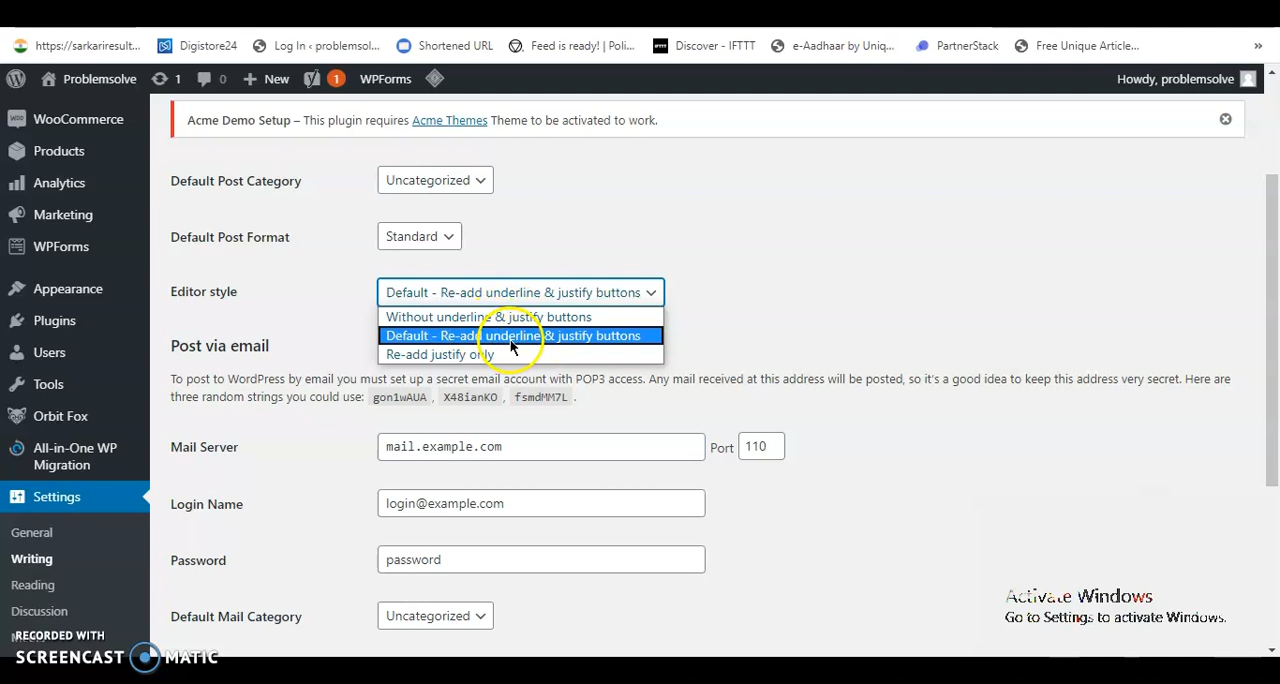 https://sarkariresult... Digistore24 Log In ‹ problemsol... Shortened URL Feed is ready! | Poli... Discover - IFTTT e-Aadhaar by Uniq... PartnerStack Free Unique Article... »
Problemsolve 1 0 New 1 WPForms Howdy, problemsolve
WooCommerce
Products
Analytics
Marketing
WPForms
Appearance
Plugins
Users
Tools
Orbit Fox
All-in-One WP
Migration
Settings
General
Writing
Reading
Discussion
Acme Demo Setup – This plugin requires Acme Themes Theme to be activated to work.
Default Post Category Uncategorized
Default Post Format Standard
Editor style Default - Re-add underline & justify buttons
Without underline & justify buttons
Default - Re-add underline & justify buttons
Re-add justify only
Post via email
To post to WordPress by email you must set up a secret email account with POP3 access. Any mail received at this address will be posted, so it's a good idea to keep this address very secret. Here are
three random strings you could use: gon1wAUA , X48ianKO , fsmdMM7L .
Mail Server mail.example.com Port 110
Login Name login@example.com
Password password
Default Mail Category Uncategorized
Activate Windows
Go to Settings to activate Windows.
RECORDED WITH
SCREENCAST MATIC